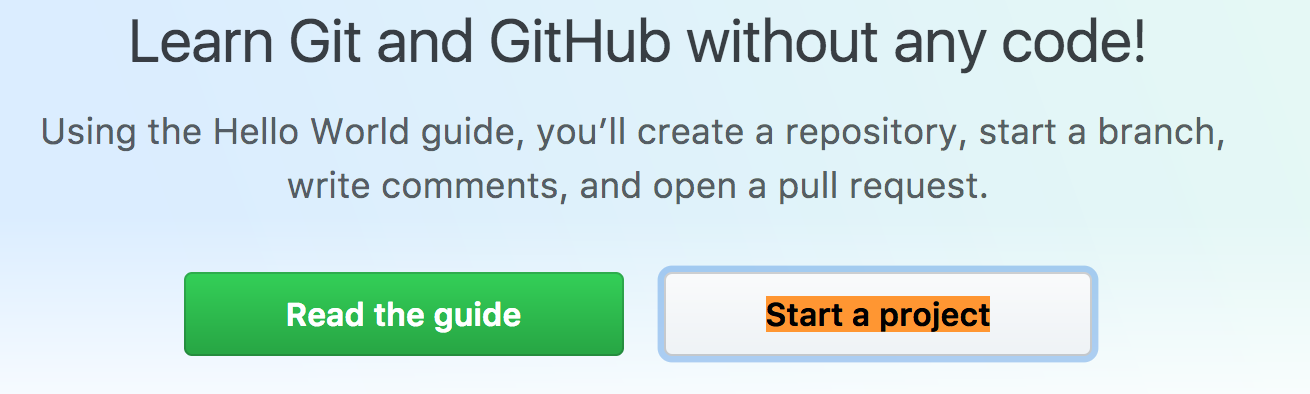 Learn Git and GitHub without any code!
Using the Hello World guide, you’ll create a repository, start a branch,
write comments, and open a pull request.
Read the guide
Start a project